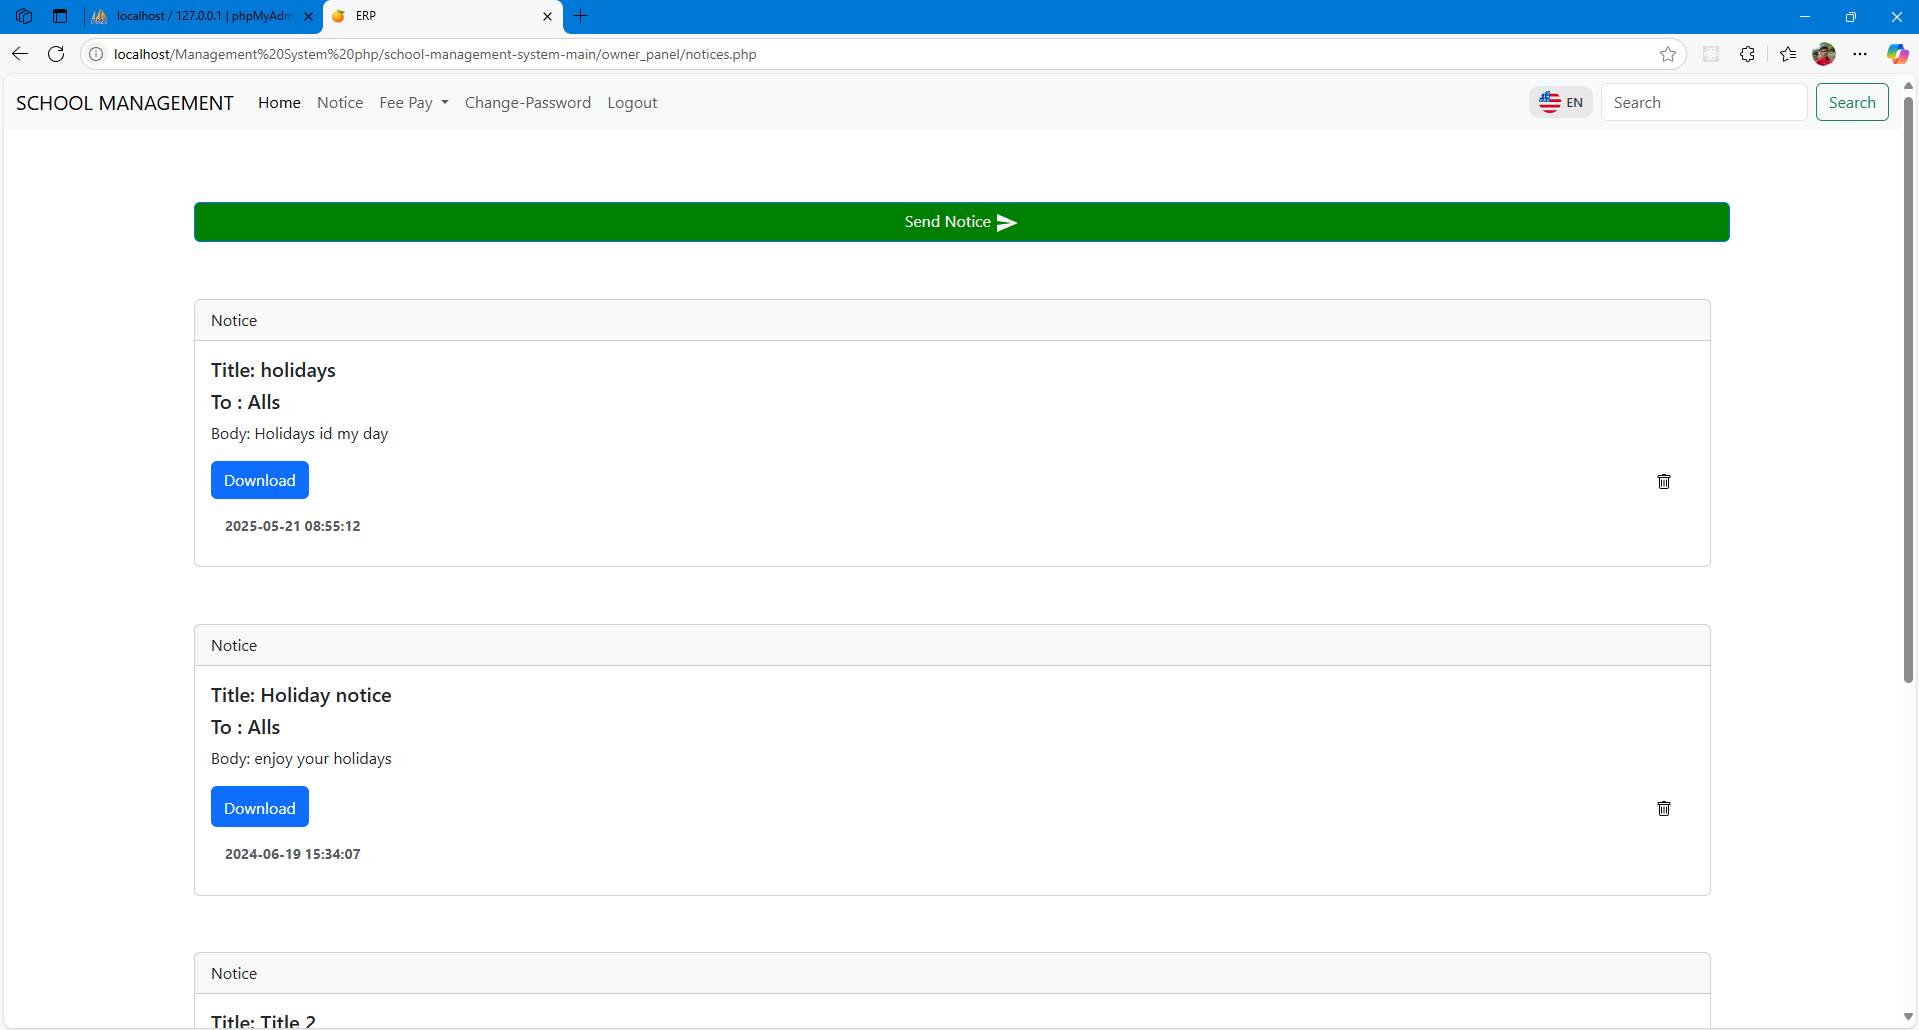 localhost / 127.0.0.1 | phpMyAdm
ERP
localhost/Management%20System%20php/school-management-system-main/owner_panel/notices.php
SCHOOL MANAGEMENT Home Notice Fee Pay Change-Password Logout EN Search Search
Send Notice
Notice
Title: holidays
To : Alls
Body: Holidays id my day
Download
2025-05-21 08:55:12
Notice
Title: Holiday notice
To : Alls
Body: enjoy your holidays
Download
2024-06-19 15:34:07
Notice
Title: Title 2